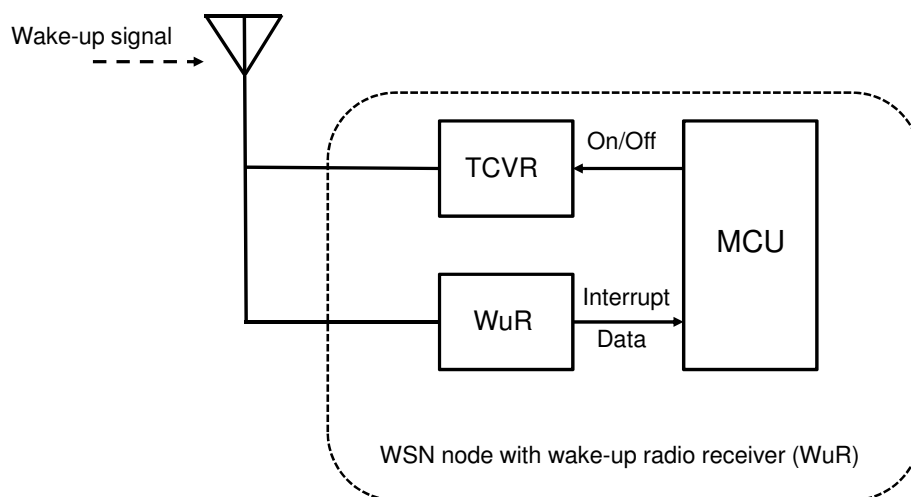 Wake-up signal
TCVR
On/Off
MCU
WuR
Interrupt
Data
WSN node with wake-up radio receiver (WuR)